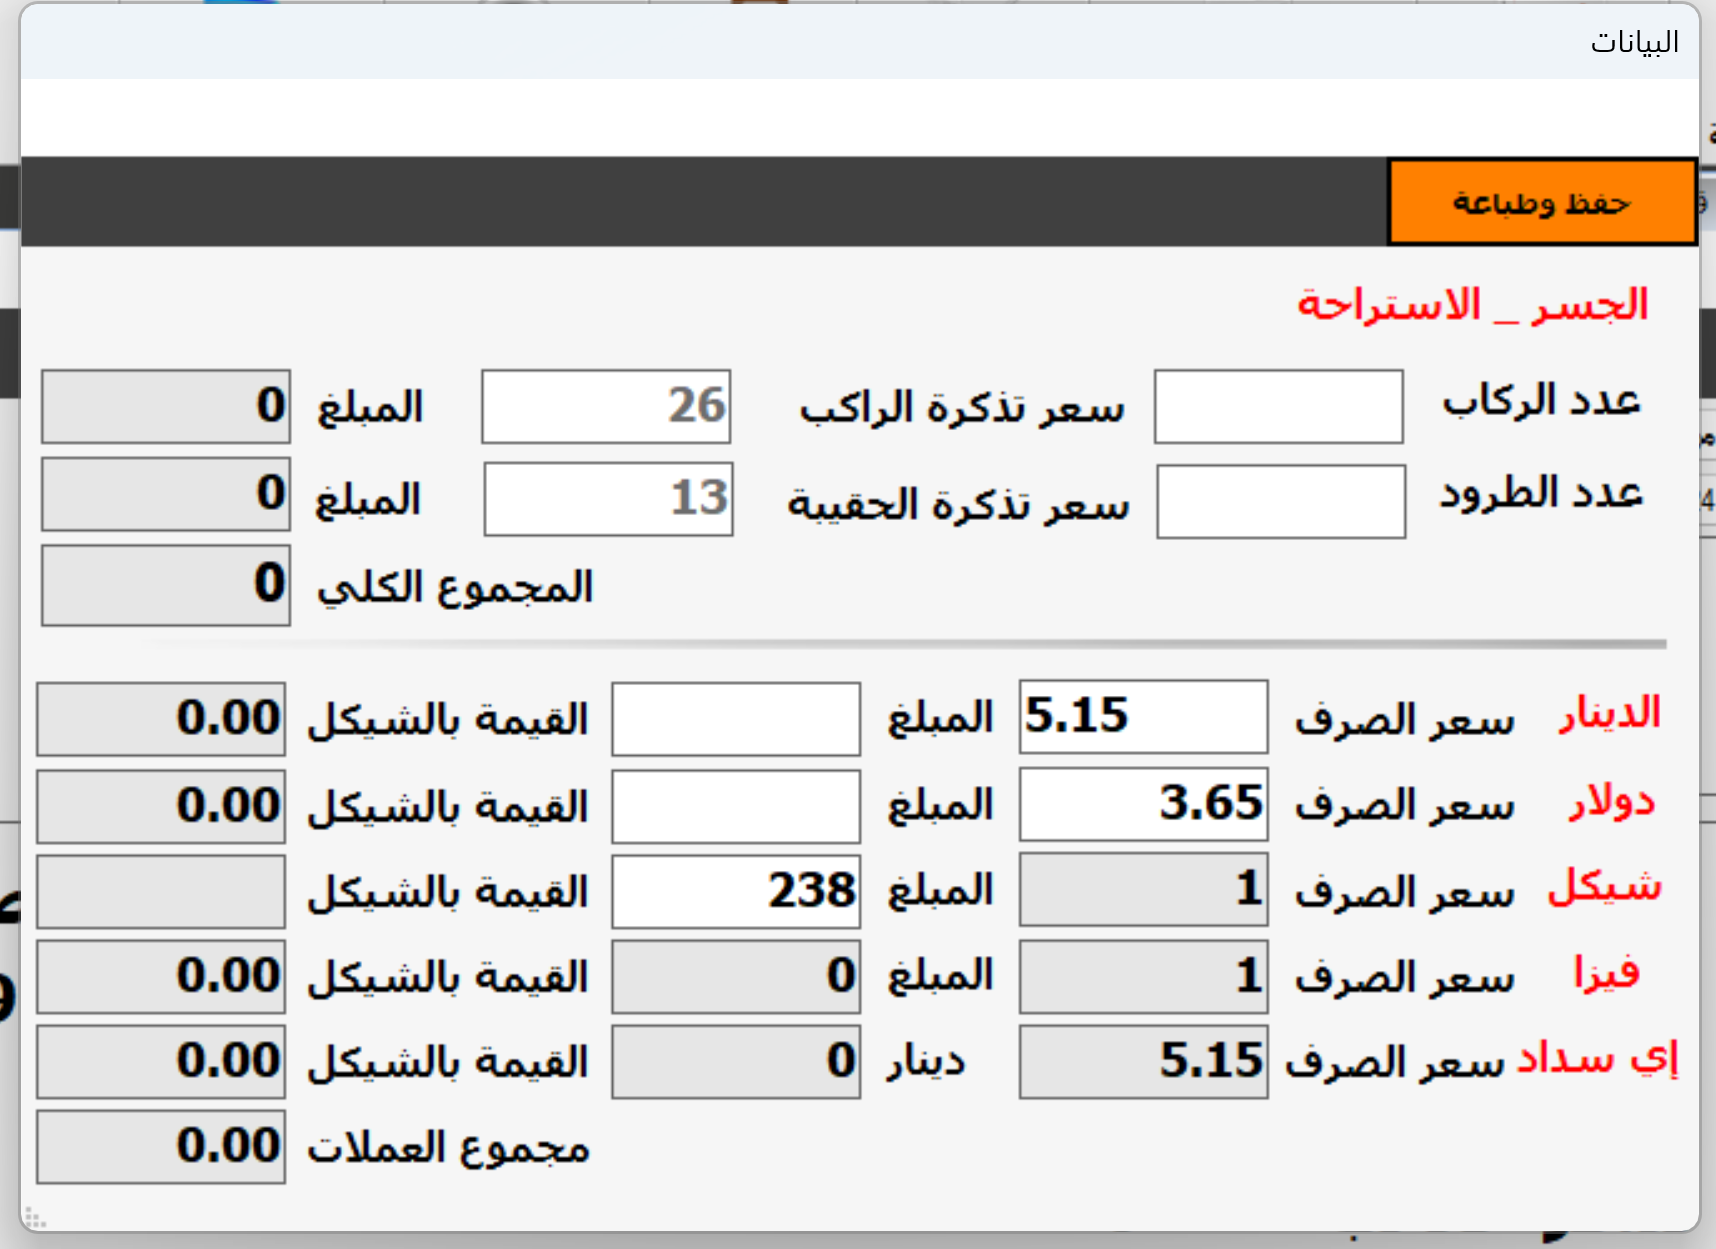 البيانات
حفظ وطباعة
الجسر _ الاستراحة
عدد الركاب سعر تذكرة الراكب 26 المبلغ 0
عدد الطرود سعر تذكرة الحقيبة 13 المبلغ 0
المجموع الكلي 0
الدينار سعر الصرف 5.15 المبلغ القيمة بالشيكل 0.00
دولار سعر الصرف 3.65 المبلغ القيمة بالشيكل 0.00
شيكل سعر الصرف 1 المبلغ 238 القيمة بالشيكل
فيزا سعر الصرف 1 المبلغ 0 القيمة بالشيكل 0.00
إي سداد سعر الصرف 5.15 دينار 0 القيمة بالشيكل 0.00
مجموع العملات 0.00